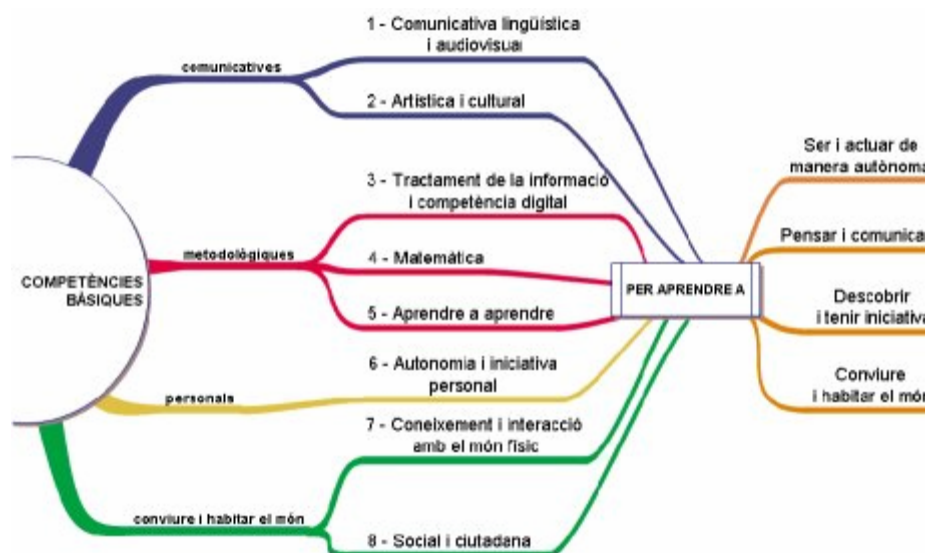 COMPETÈNCIES
BÀSIQUES
comunicatives
1 - Comunicativa lingüística
i audiovisual
2 - Artística i cultural
metodològiques
3 - Tractament de la informació
i competència digital
4 - Matemàtica
5 - Aprendre a aprendre
personals
6 - Autonomia i iniciativa
personal
conviure i habitar el món
7 - Coneixement i interacció
amb el món físic
8 - Social i ciutadana
PER APRENDRE A
Ser i actuar de
manera autònoma
Pensar i comunica
Descobrir
i tenir iniciativa
Conviure
i habitar el món